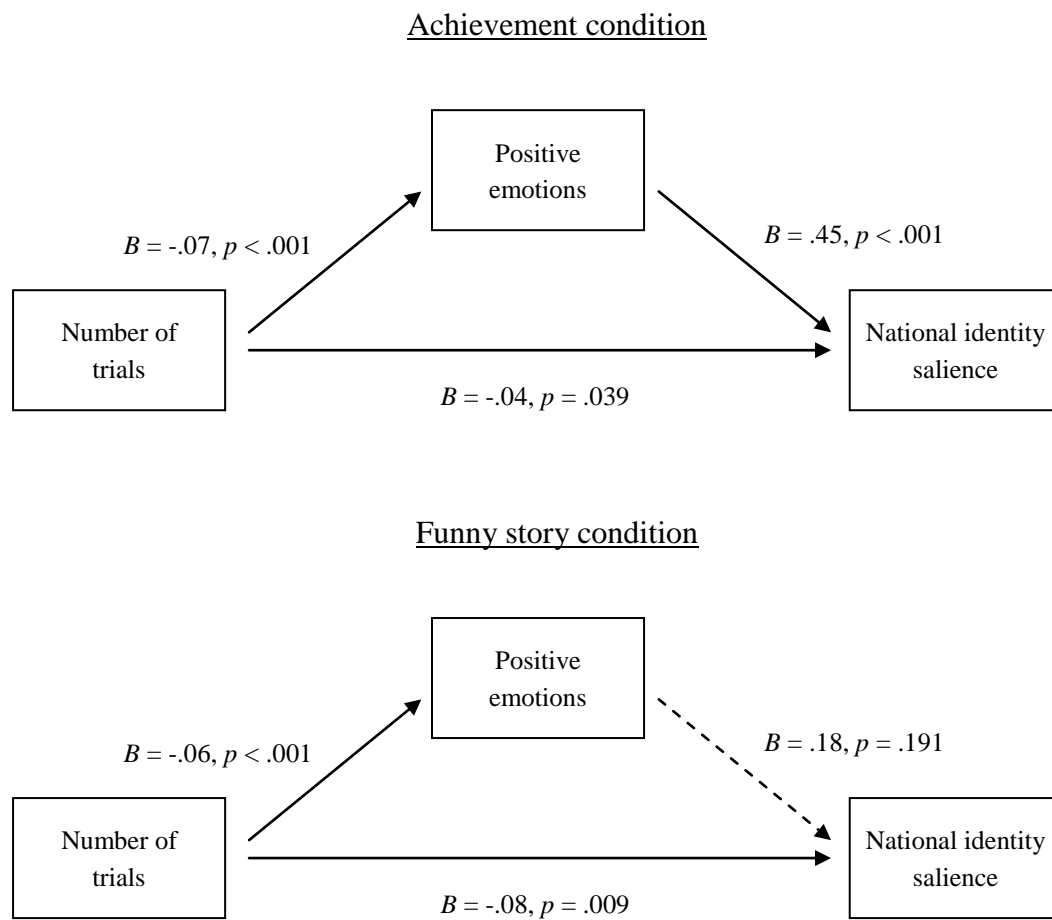 Achievement condition
Positive
emotions
B = -.07, p < .001
B = .45, p < .001
Number of
trials
National identity
salience
B = -.04, p = .039
Funny story condition
Positive
emotions
B = -.06, p < .001
B = .18, p = .191
Number of
trials
National identity
salience
B = -.08, p = .009